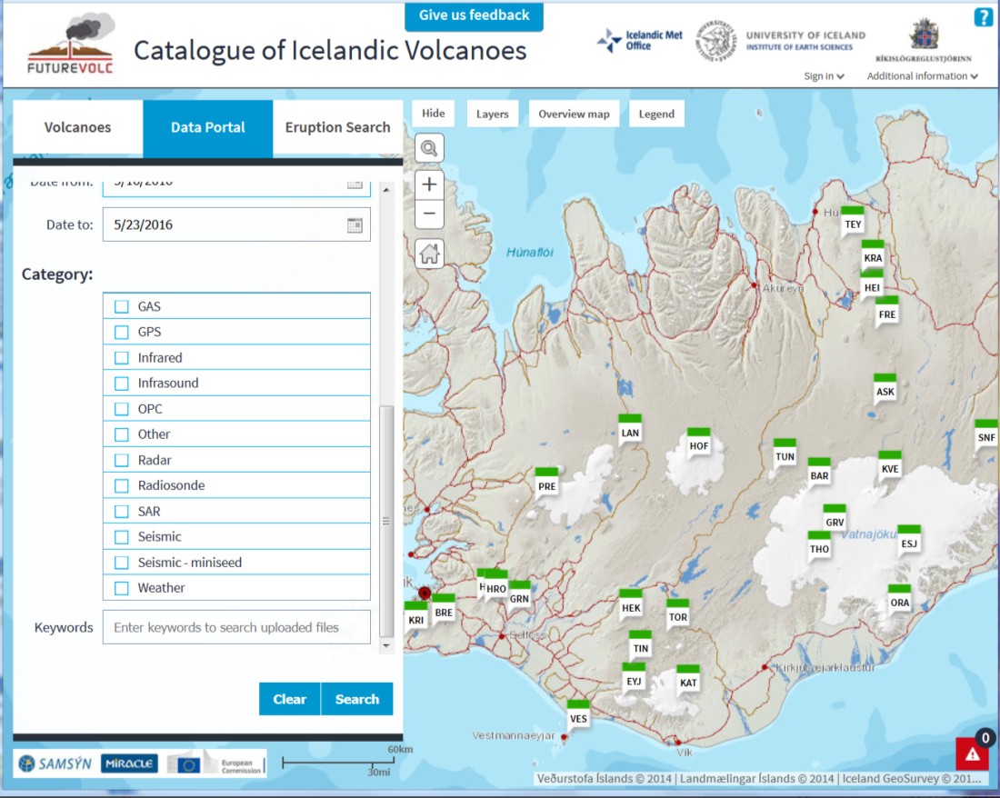 Give us feedback
?
FUTUREVOLC
Catalogue of Icelandic Volcanoes
Icelandic Met
Office
UNIVERSITY OF ICELAND
INSTITUTE OF EARTH SCIENCES
RÍKISLÖGREGLUSTJÓRINN
Sign in
Additional information
Volcanoes
Data Portal
Eruption Search
Hide
Layers
Overview map
Legend
Date from:
Date to:
5/23/2016
Category:
GAS
GPS
Infrared
Infrasound
OPC
Other
Radar
Radiosonde
SAR
Seismic
Seismic - miniseed
Weather
Keywords
Enter keywords to search uploaded files
Clear
Search
+
−
Húnaflói
Hú
TEY
KRA
HEI
Akureyri
FRE
ASK
LAN
HOF
SNF
TUN
KVE
BAR
PRE
nes
GRV
Vatnajöku
ESJ
THO
ik
H
HRO
GRN
ORA
HEK
BRE
TOR
KRI
Selfoss
TIN
Kirkjubæjarklaustur
EYJ
KAT
VES
Vestmannaeyjar
Vík
0
SAMSÝN
MIRACLE
European
Commission
60km
30mi
Veðurstofa Íslands © 2014 | Landmælingar Íslands © 2014 | Iceland GeoSurvey © 201...